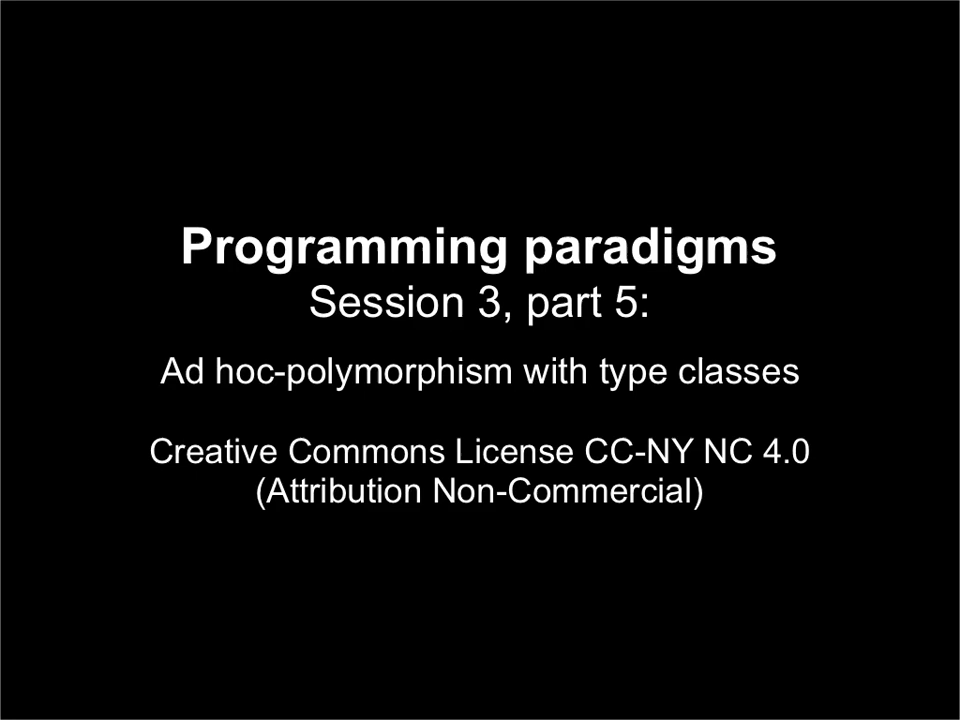 Programming paradigms
Session 3, part 5:
Ad hoc-polymorphism with type classes
Creative Commons License CC-NY NC 4.0
(Attribution Non-Commercial)